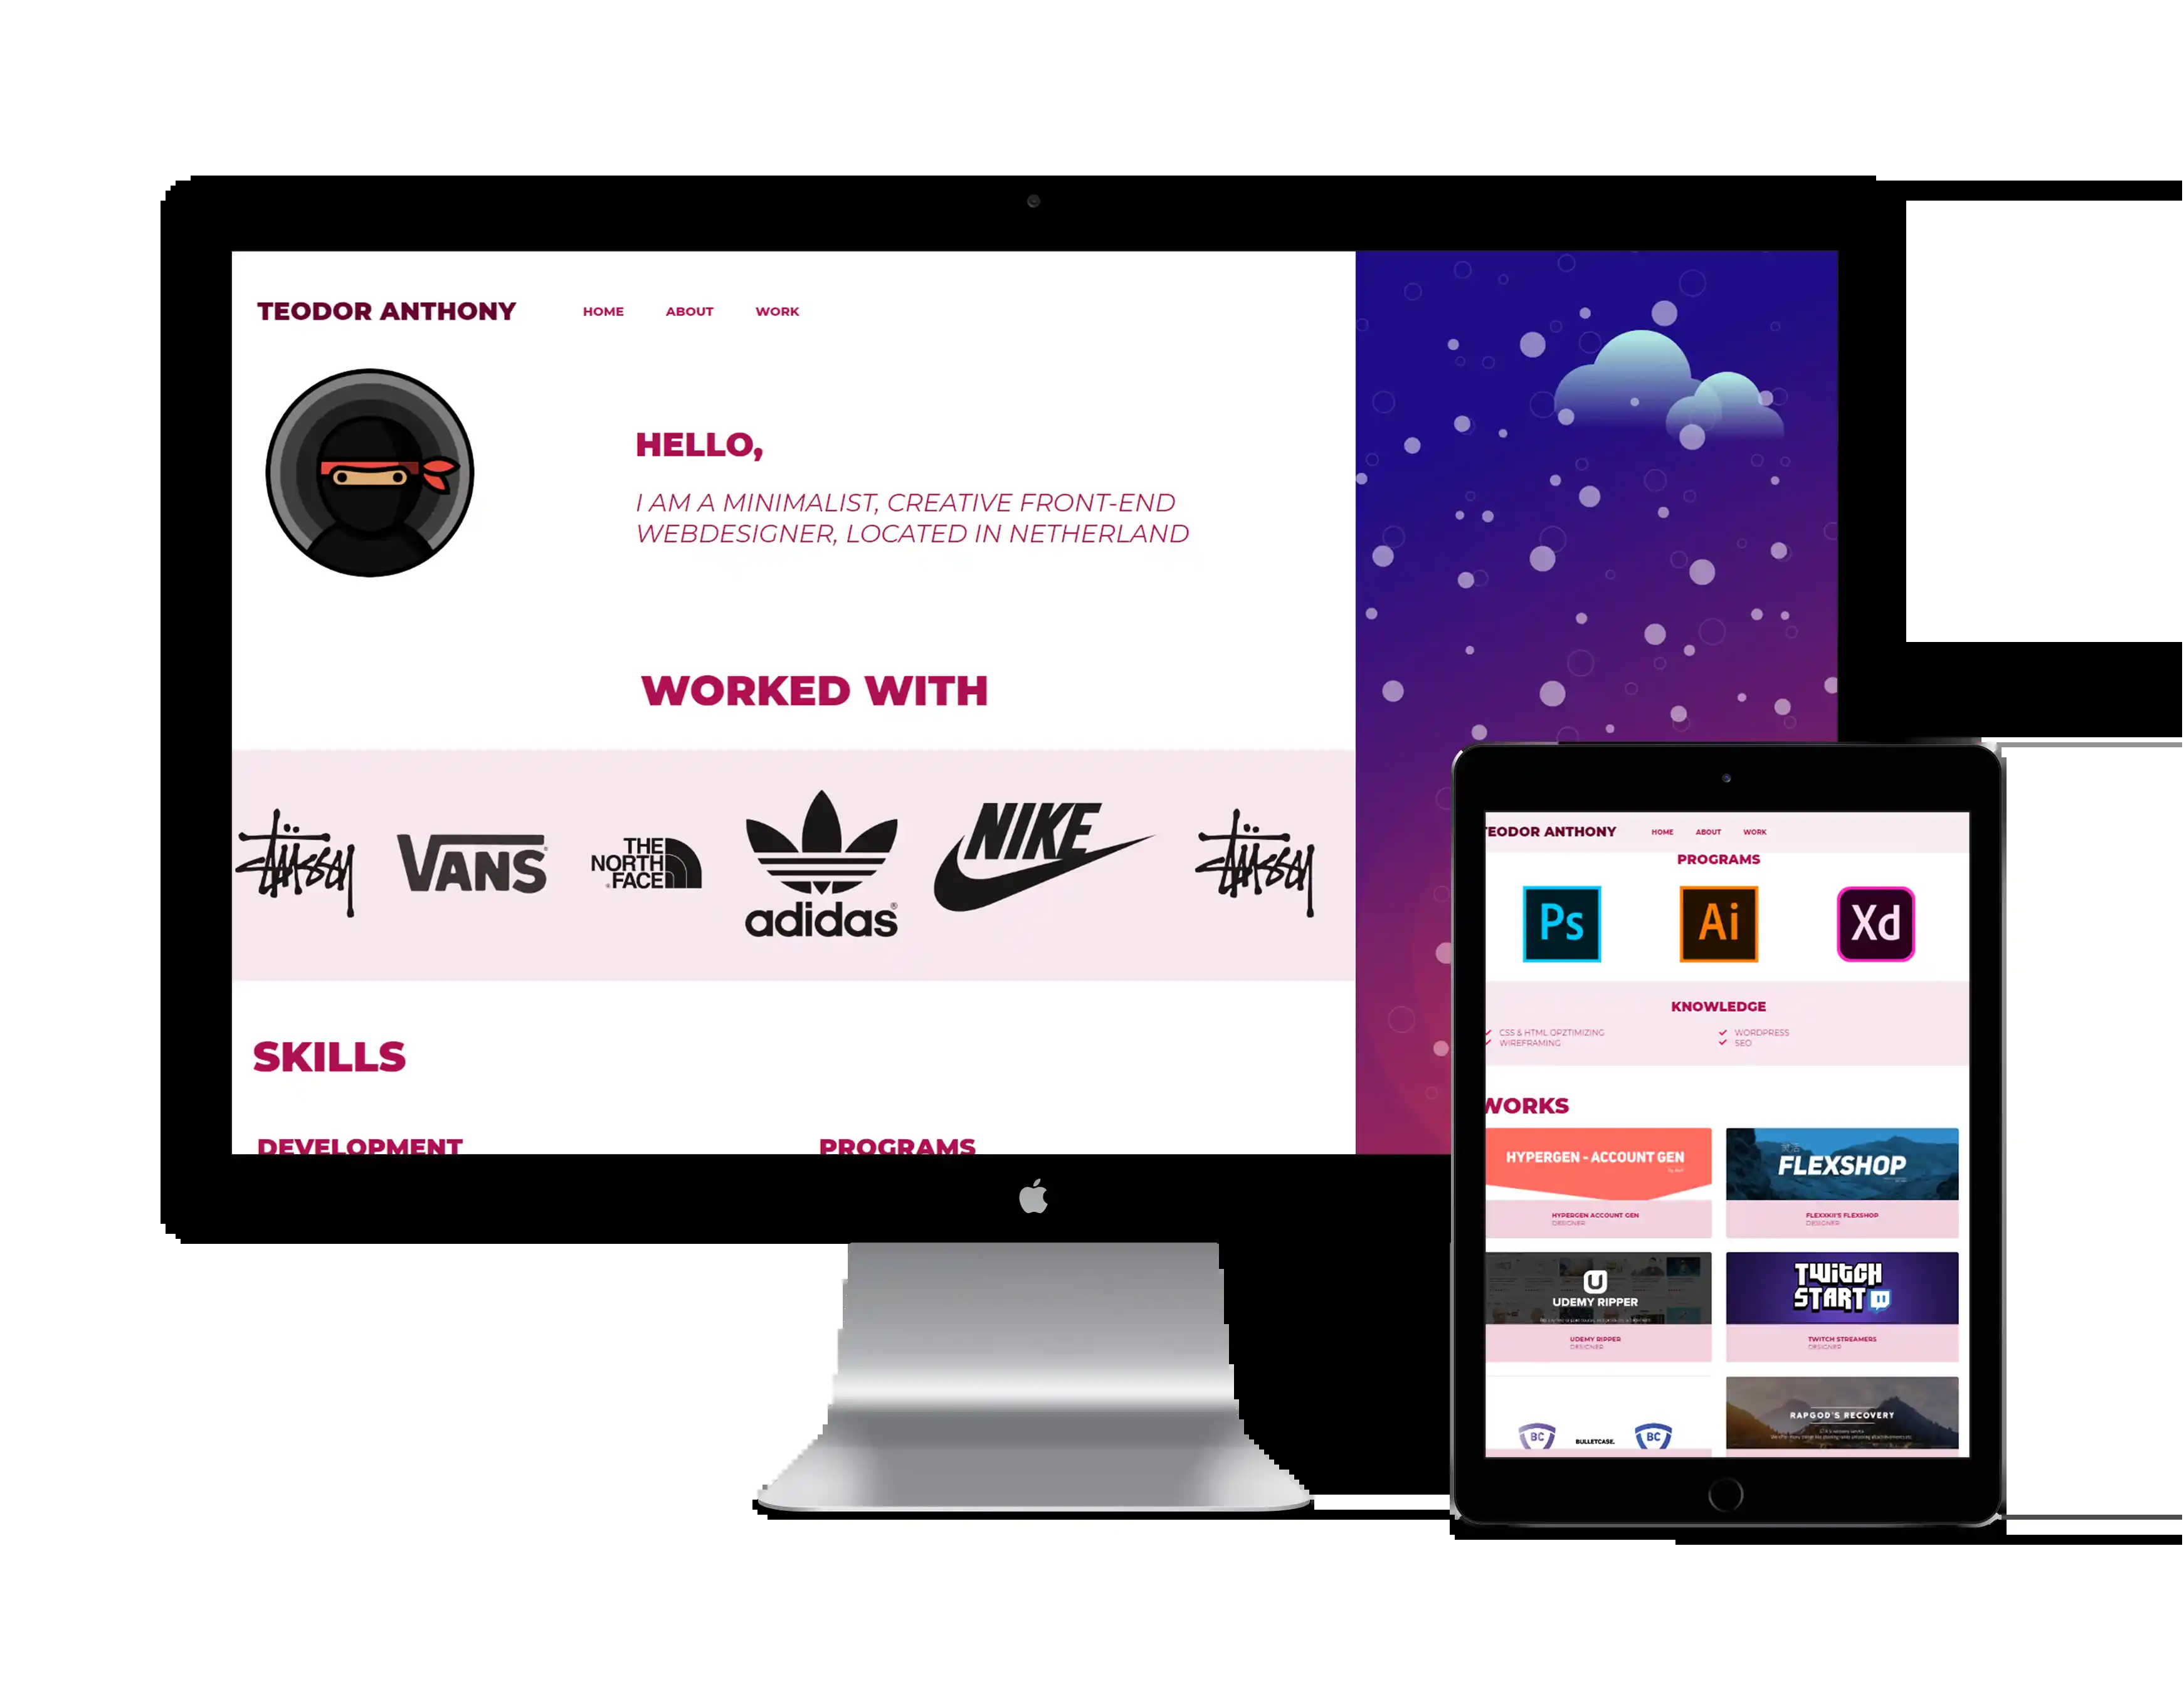 TEODOR ANTHONY HOME ABOUT WORK
HELLO,
I AM A MINIMALIST, CREATIVE FRONT-END
WEBDESIGNER, LOCATED IN NETHERLAND
WORKED WITH
Stüssy
VANS
THE
NORTH
FACE
adidas
NIKE
Stüssy
SKILLS
DEVELOPMENT PROGRAMS
TEODOR ANTHONY HOME ABOUT WORK
PROGRAMS
Ps Ai Xd
KNOWLEDGE
CSS & HTML OPZTIMIZING
WIREFRAMING
WORDPRESS
SEO
WORKS
HYPERGEN - ACCOUNT GEN
HYPERGEN ACCOUNT GEN
DESIGNER
FLEXSHOP
FLEXXKII'S FLEXSHOP
DESIGNER
U
UDEMY RIPPER
UDEMY RIPPER
DESIGNER
TWITCH
START
TWITCH STREAMERS
DESIGNER
BC BULLETCASE. BC
RAPGOD'S RECOVERY